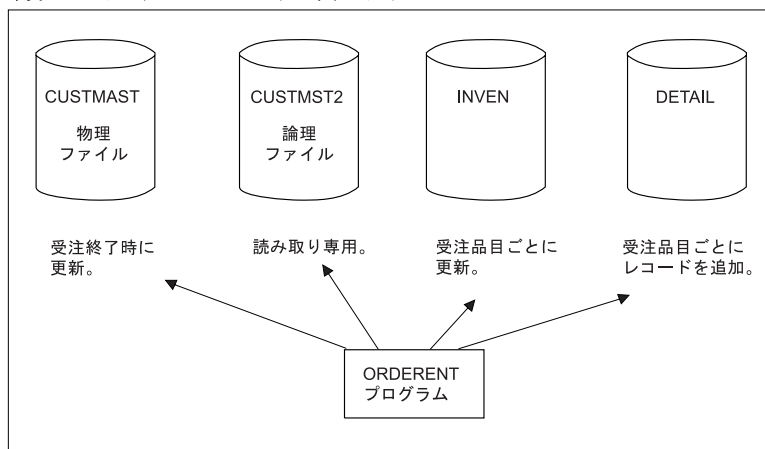 CUSTMAST
物理
ファイル
CUSTMST2
論理
ファイル
INVEN
DETAIL
受注終了時に
更新。
読み取り専用。
受注品目ごとに
更新。
受注品目ごとに
レコードを追加。
ORDERENT
プログラム